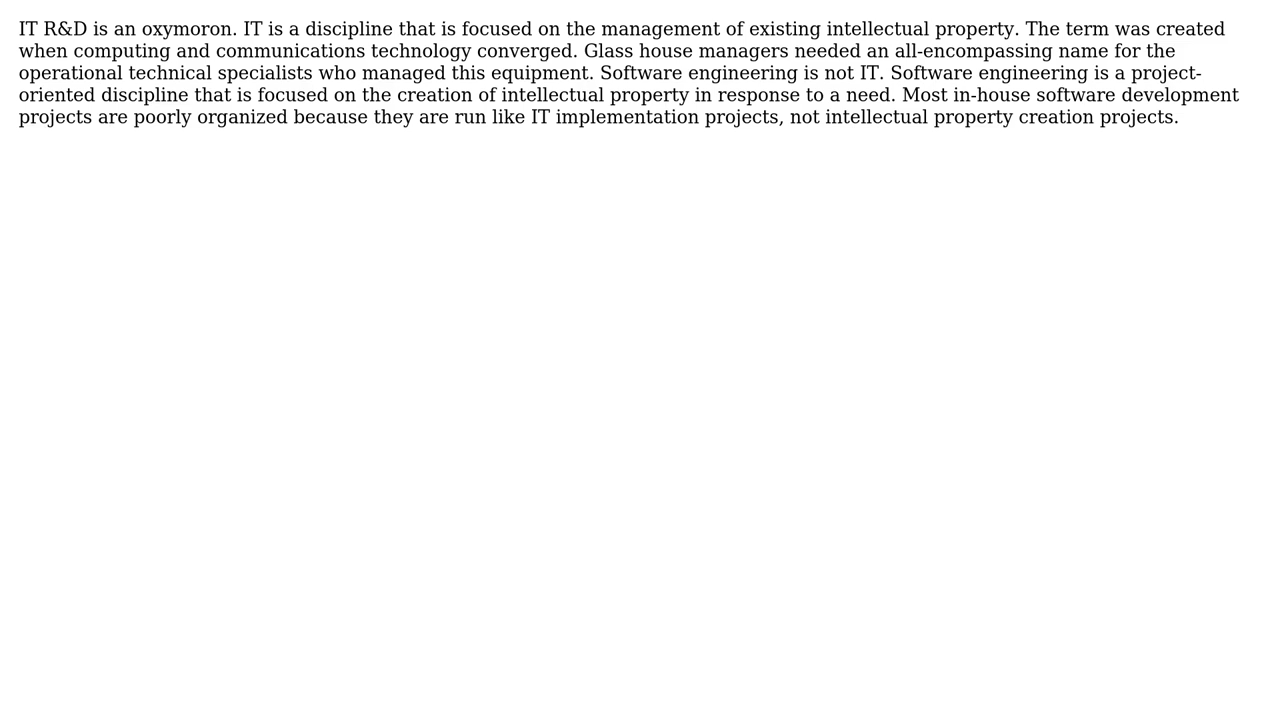 IT R&D is an oxymoron. IT is a discipline that is focused on the management of existing intellectual property. The term was created
when computing and communications technology converged. Glass house managers needed an all-encompassing name for the
operational technical specialists who managed this equipment. Software engineering is not IT. Software engineering is a project-
oriented discipline that is focused on the creation of intellectual property in response to a need. Most in-house software development
projects are poorly organized because they are run like IT implementation projects, not intellectual property creation projects.